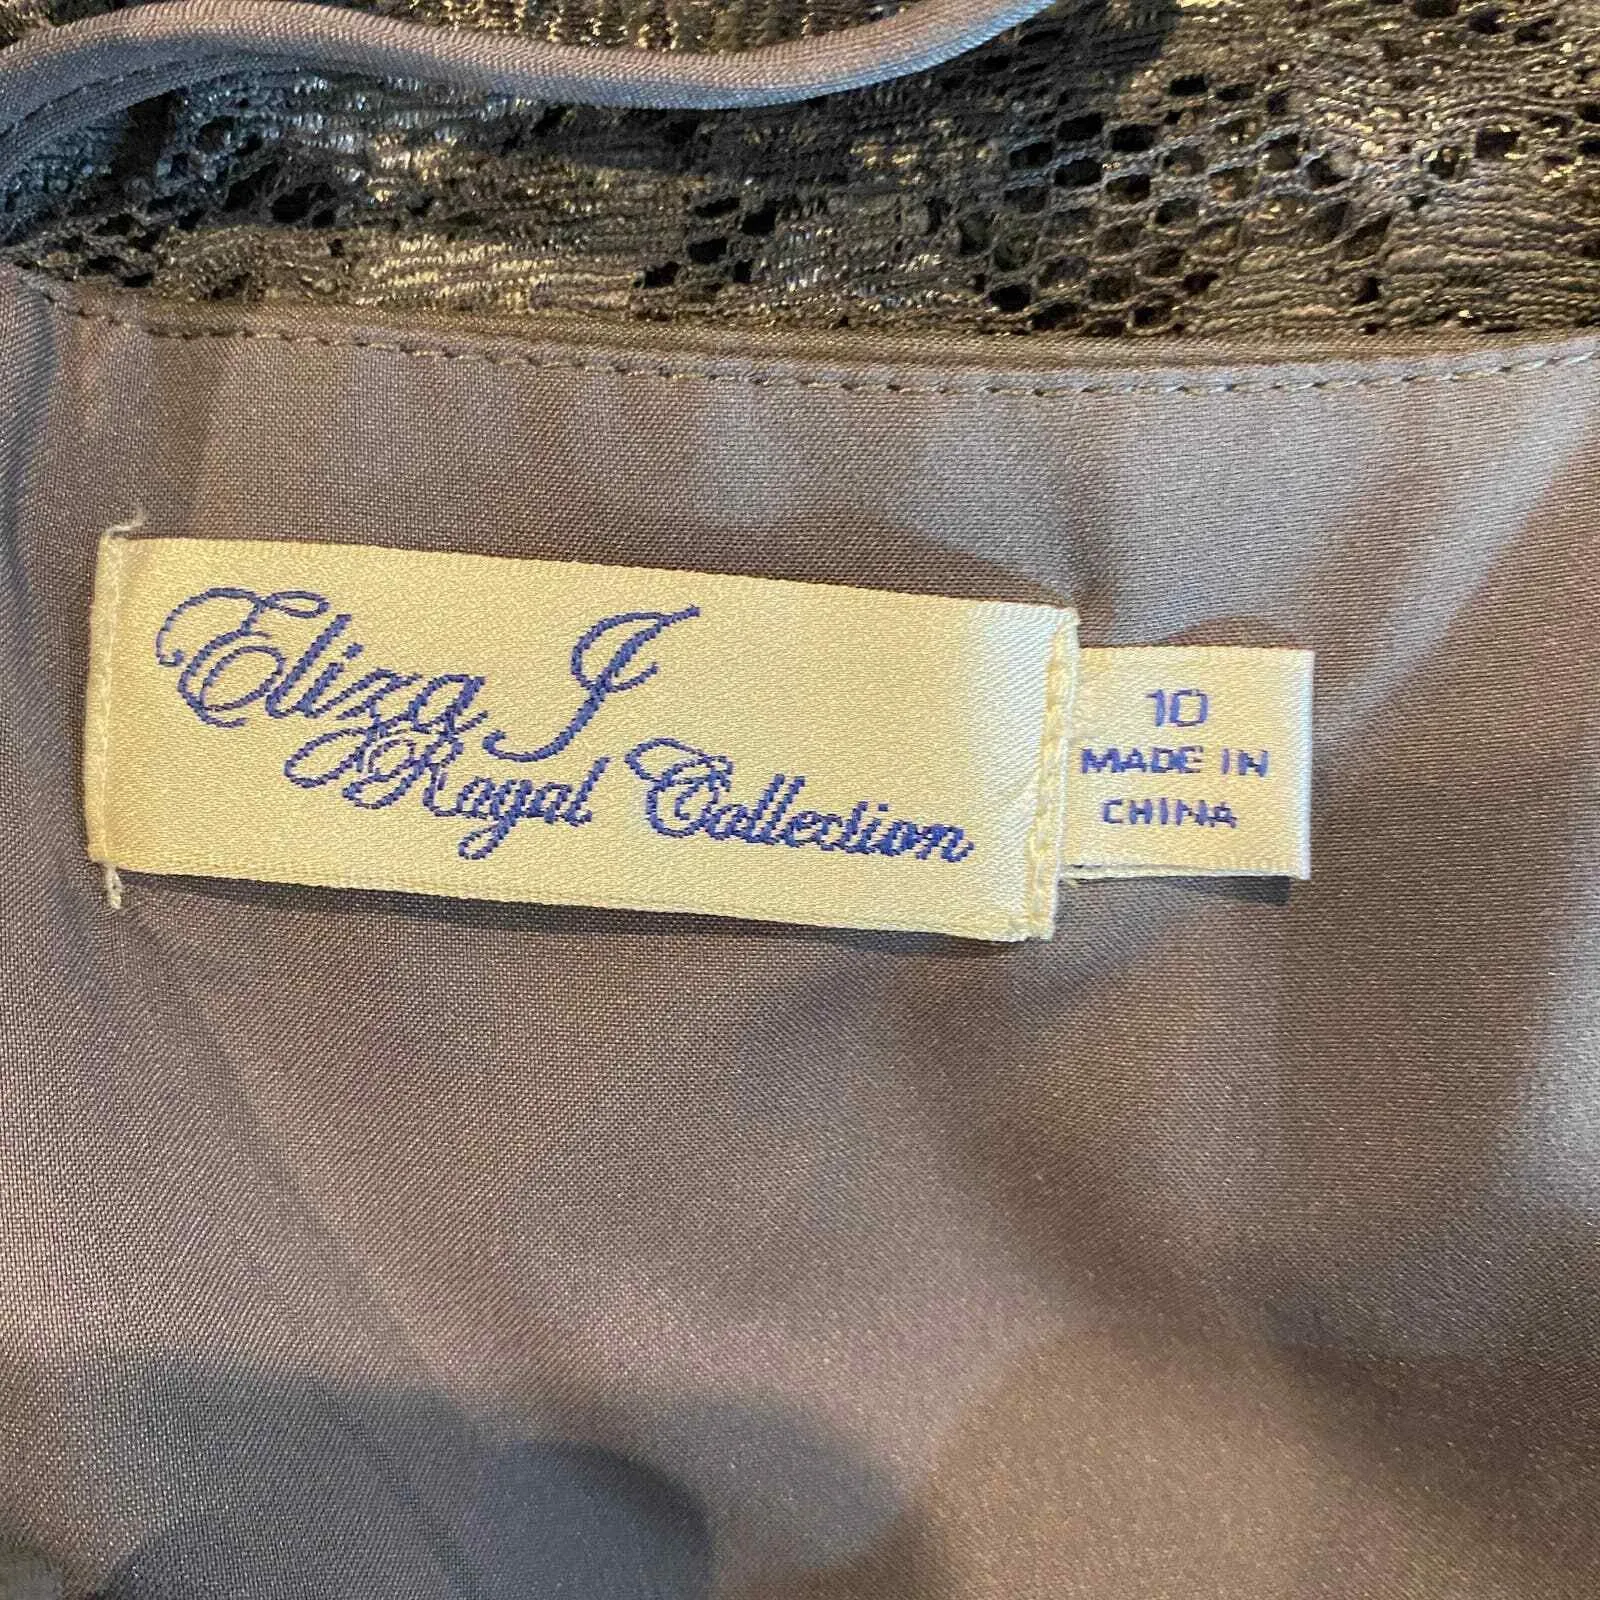 Eliza J
Royal Collection
10
MADE IN
CHINA